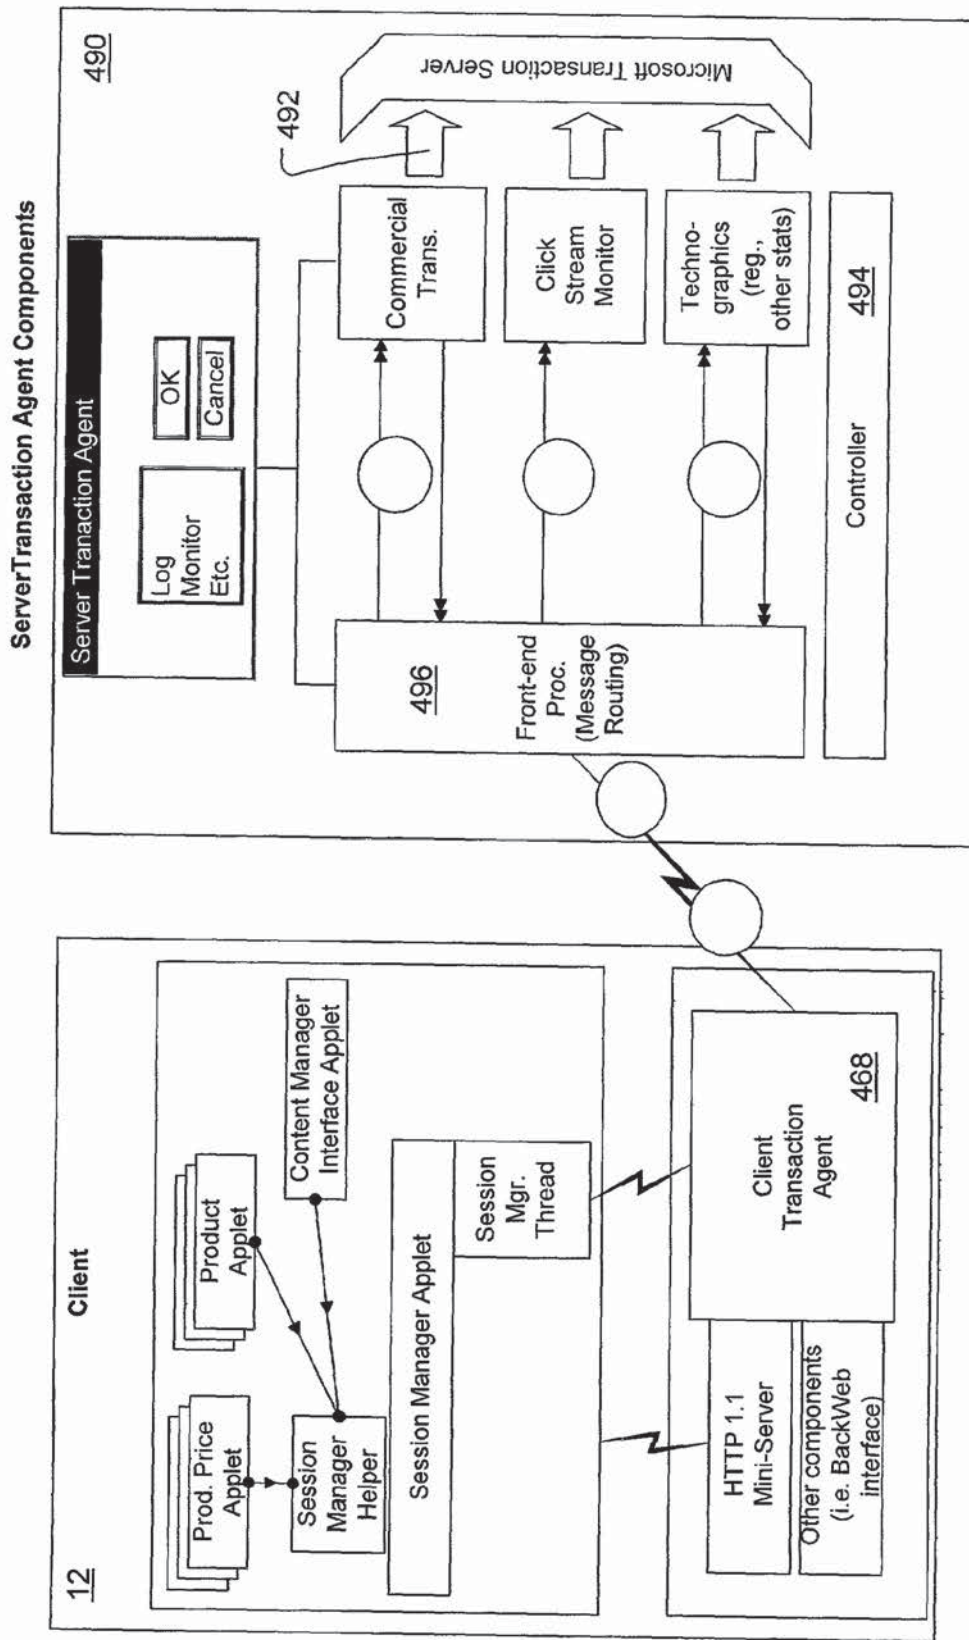 ServerTransaction Agent Components
Client
12
Prod. Price
Applet
Product
Applet
Content Manager
Interface Applet
Session
Manager
Helper
Session Manager Applet
Session
Mgr.
Thread
HTTP 1.1
Mini-Server
Other components
(i.e. BackWeb
interface)
Client
Transaction
Agent
468
490
Server Tranaction Agent
Log
Monitor
Etc.
OK
Cancel
496
Front-end
Proc.
(Message
Routing)
Commercial
Trans.
Click
Stream
Monitor
Techno-
graphics
(reg.,
other stats)
492
Microsoft Transaction Server
Controller
494